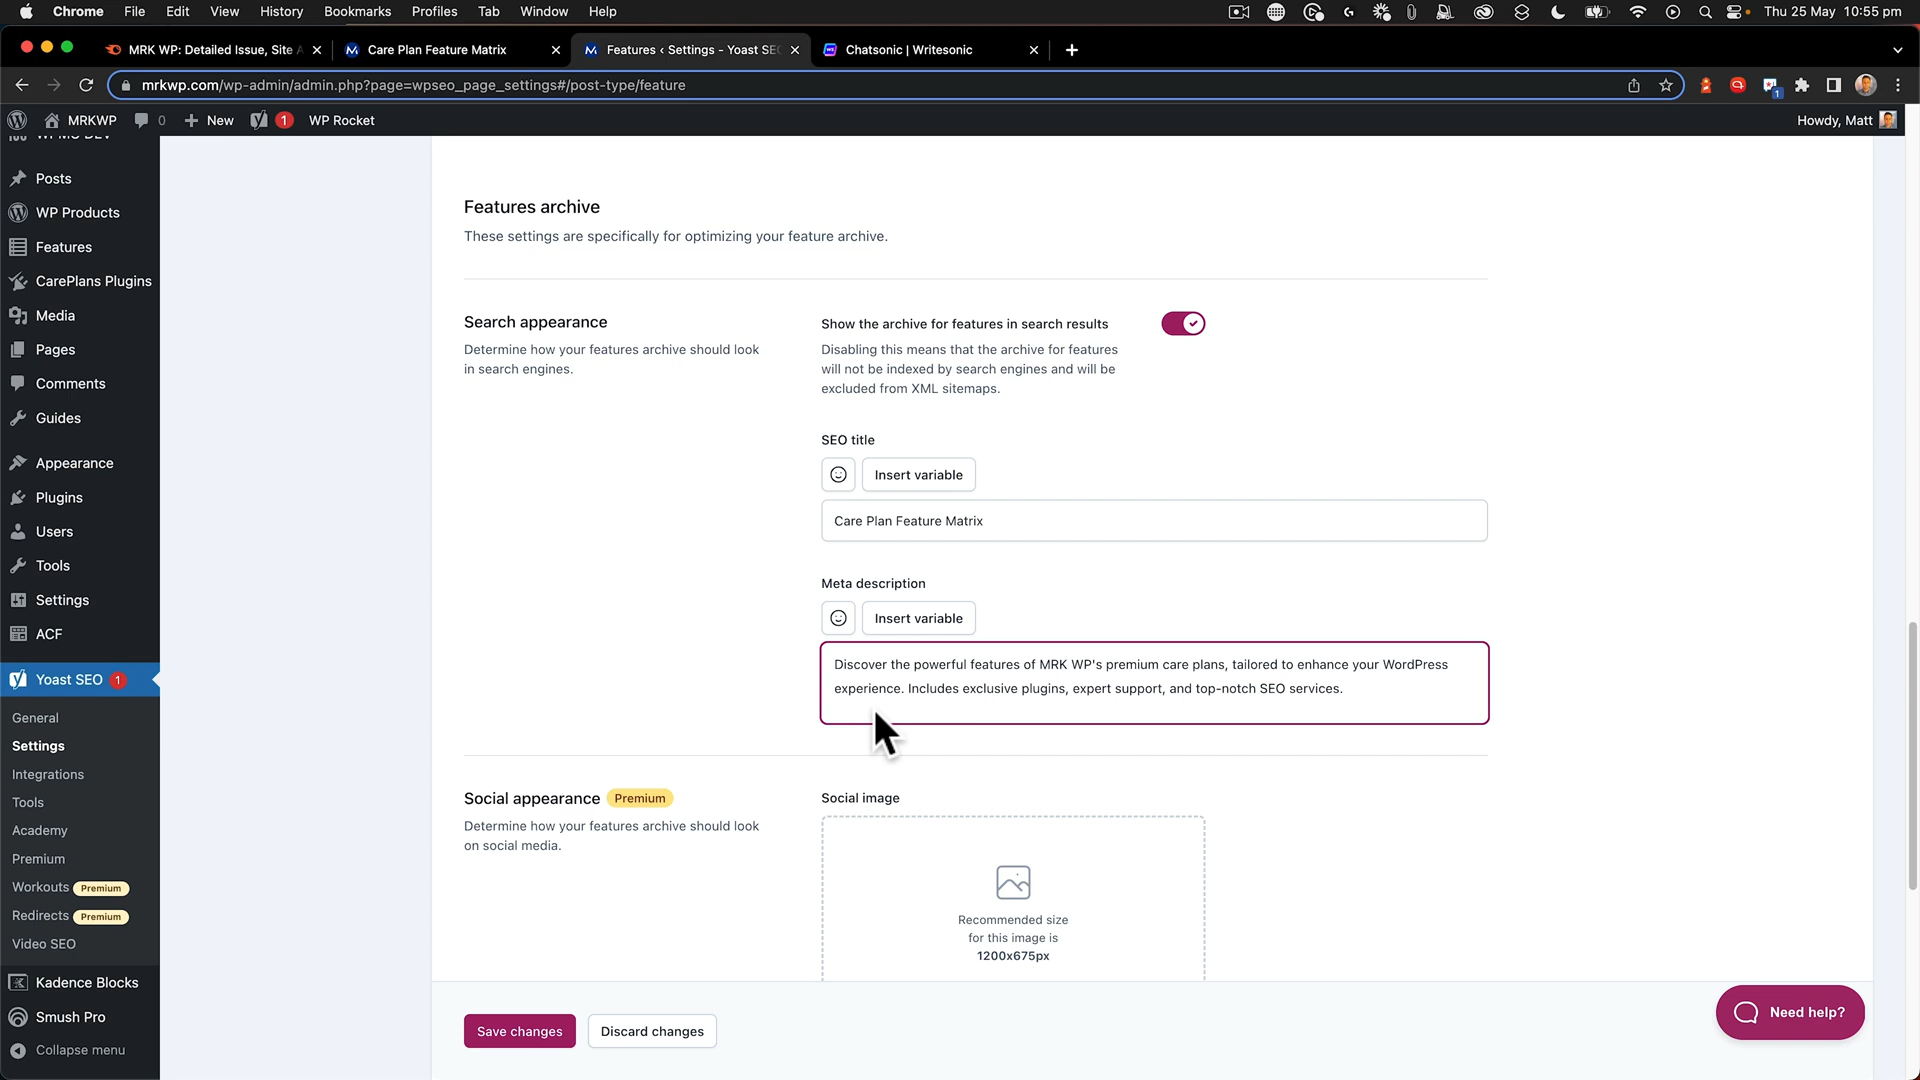 Chrome File Edit View History Bookmarks Profiles Tab Window Help
Thu 25 May 10:55 pm
MRK WP: Detailed Issue, Site A
Care Plan Feature Matrix
Features ‹ Settings - Yoast SEO
Chatsonic | Writesonic
mrkwp.com/wp-admin/admin.php?page=wpseo_page_settings#/post-type/feature
1
MRKWP
0
New
1
WP Rocket
Howdy, Matt
Posts
WP Products
Features
CarePlans Plugins
Media
Pages
Comments
Guides
Appearance
Plugins
Users
Tools
Settings
ACF
Yoast SEO 1
General
Settings
Integrations
Tools
Academy
Premium
Workouts Premium
Redirects Premium
Video SEO
Kadence Blocks
Smush Pro
Collapse menu
Features archive
These settings are specifically for optimizing your feature archive.
Search appearance
Determine how your features archive should look
in search engines.
Show the archive for features in search results
Disabling this means that the archive for features
will not be indexed by search engines and will be
excluded from XML sitemaps.
SEO title
Insert variable
Care Plan Feature Matrix
Meta description
Insert variable
Discover the powerful features of MRK WP's premium care plans, tailored to enhance your WordPress
experience. Includes exclusive plugins, expert support, and top-notch SEO services.
Social appearance Premium
Determine how your features archive should look
on social media.
Social image
Recommended size
for this image is
1200x675px
Save changes
Discard changes
Need help?